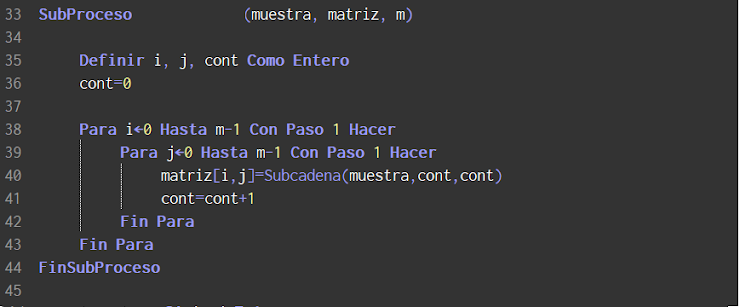 33 SubProceso (muestra, matriz, m)
34
35 Definir i, j, cont Como Entero
36 cont=0
37
38 Para i←0 Hasta m-1 Con Paso 1 Hacer
39 Para j←0 Hasta m-1 Con Paso 1 Hacer
40 matriz[i,j]=Subcadena(muestra,cont,cont)
41 cont=cont+1
42 Fin Para
43 Fin Para
44 FinSubProceso
45